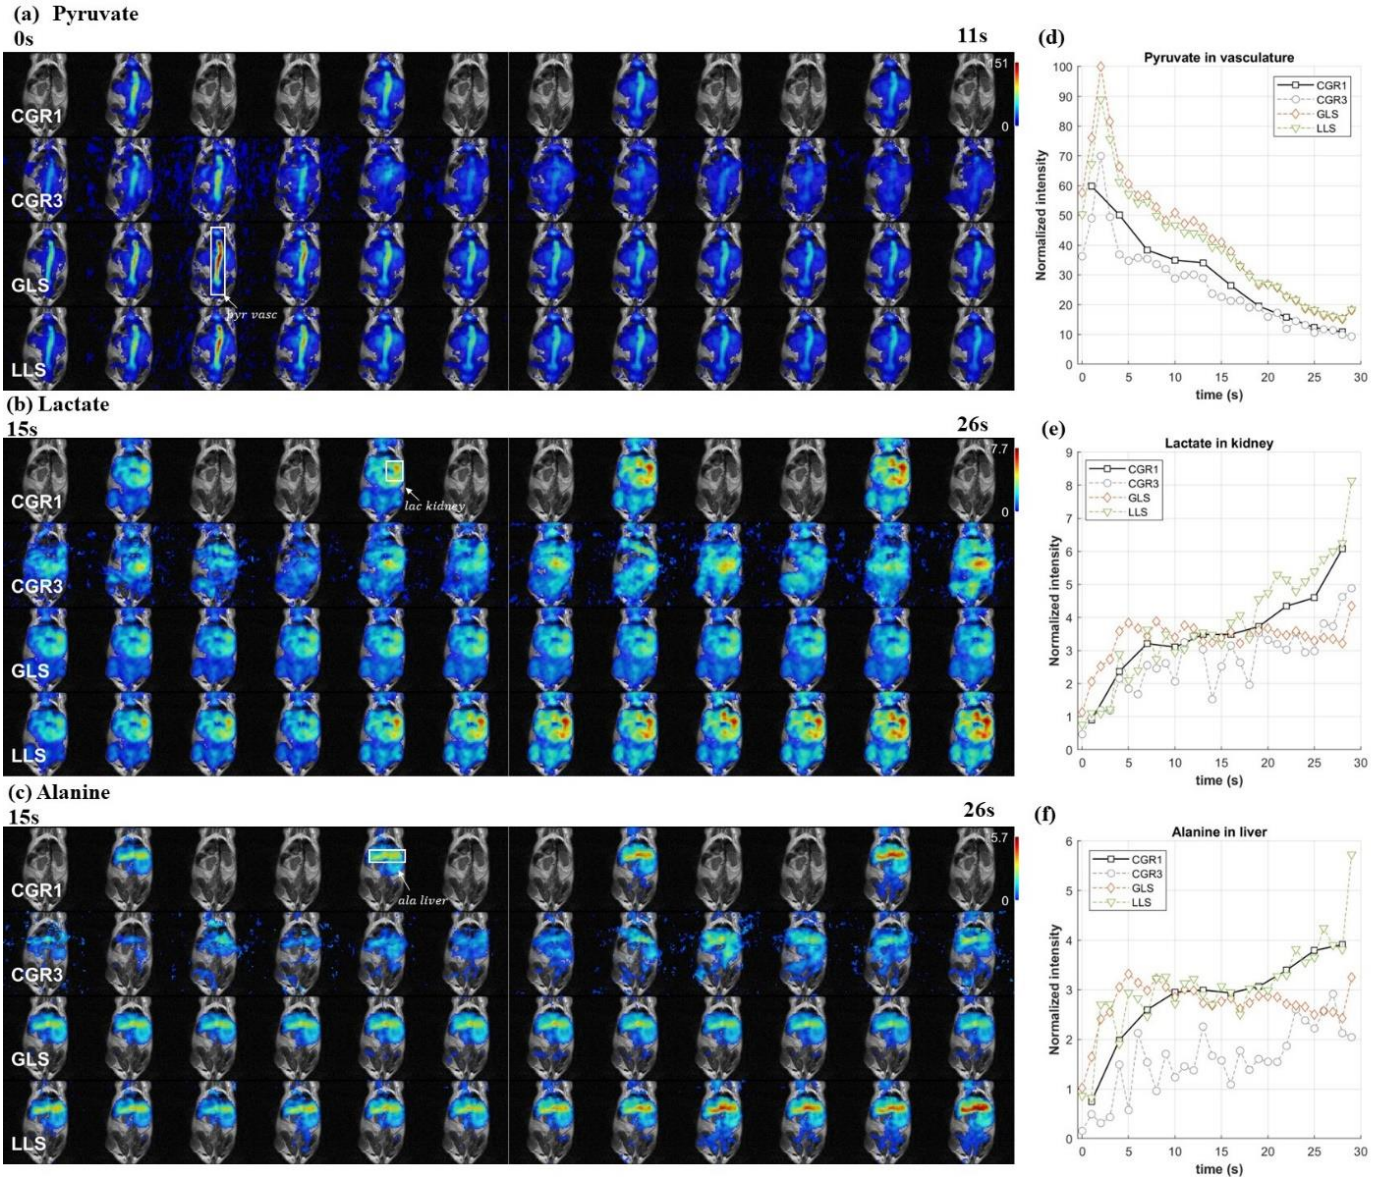 (a) Pyruvate
0s
11s
151
0
CGR1
CGR3
GLS
pyr vasc
LLS
(b) Lactate
15s
26s
7.7
0
CGR1
lac kidney
CGR3
GLS
LLS
(c) Alanine
15s
26s
5.7
0
CGR1
ala liver
CGR3
GLS
LLS
(d)
Pyruvate in vasculature
Normalized intensity
100
90
80
70
60
50
40
30
20
10
0
CGR1
CGR3
GLS
LLS
0 5 10 15 20 25 30
time (s)
(e)
Lactate in kidney
Normalized intensity
9
8
7
6
5
4
3
2
1
0
CGR1
CGR3
GLS
LLS
0 5 10 15 20 25 30
time (s)
(f)
Alanine in liver
Normalized intensity
6
5
4
3
2
1
0
CGR1
CGR3
GLS
LLS
0 5 10 15 20 25 30
time (s)